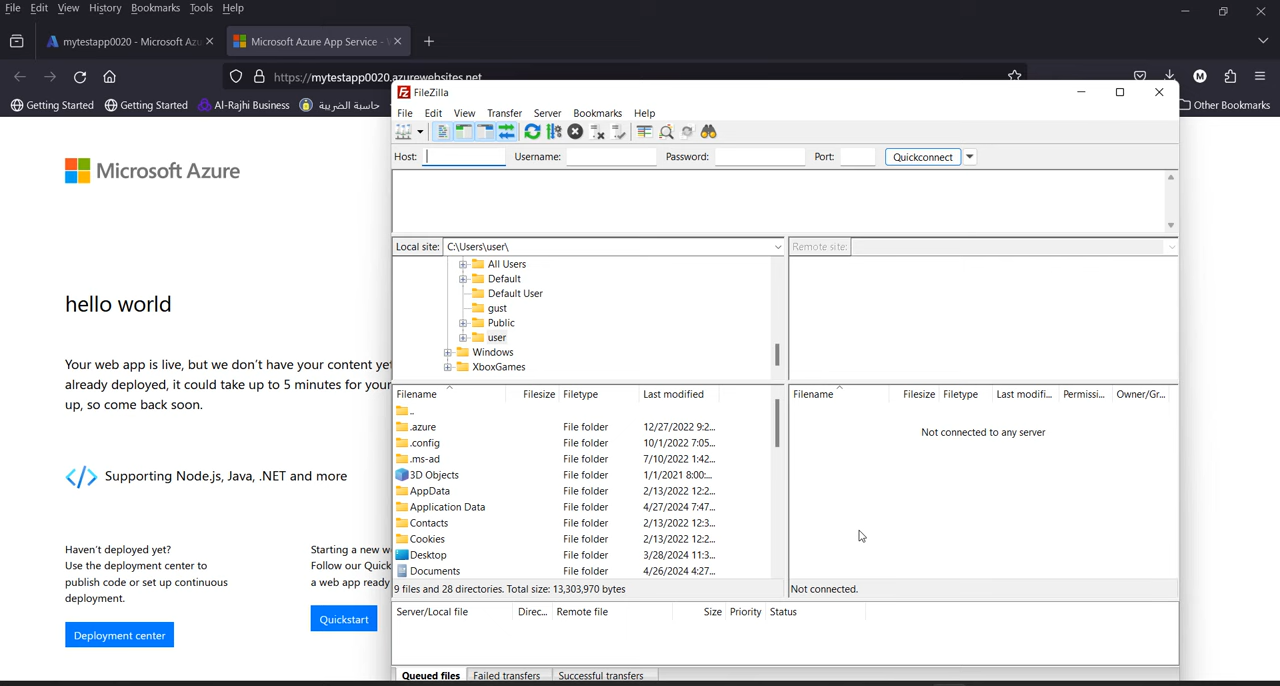 File Edit View History Bookmarks Tools Help
mytestapp0020 - Microsoft Az
Microsoft Azure App Service -
https://mytestapp0020.azurewebsites.net
Getting Started
Getting Started
Al-Rajhi Business
حاسبة الضريبة
Other Bookmarks
M
Microsoft Azure
hello world
Your web app is live, but we don't have your content ye
already deployed, it could take up to 5 minutes for your
up, so come back soon.
</> Supporting Node.js, Java, .NET and more
Haven't deployed yet?
Use the deployment center to
publish code or set up continuous
deployment.
Deployment center
Starting a new w
Follow our Quick
a web app ready
Quickstart
Fz FileZilla
File Edit View Transfer Server Bookmarks Help
Host: Username: Password: Port: Quickconnect
Local site: C:\Users\user\
Remote site:
All Users
Default
Default User
gust
Public
user
Windows
XboxGames
Filename Filesize Filetype Last modified
..
.azure File folder 12/27/2022 9:2...
.config File folder 10/1/2022 7:05...
.ms-ad File folder 7/10/2022 1:42...
3D Objects File folder 1/1/2021 8:00:...
AppData File folder 2/13/2022 12:2...
Application Data File folder 4/27/2024 7:47...
Contacts File folder 2/13/2022 12:3...
Cookies File folder 2/13/2022 12:2...
Desktop File folder 3/28/2024 11:3...
Documents File folder 4/26/2024 4:27...
9 files and 28 directories. Total size: 13,303,970 bytes
Filename Filesize Filetype Last modifi... Permissi... Owner/Gr...
Not connected to any server
Not connected.
Server/Local file Direc... Remote file Size Priority Status
Queued files Failed transfers Successful transfers